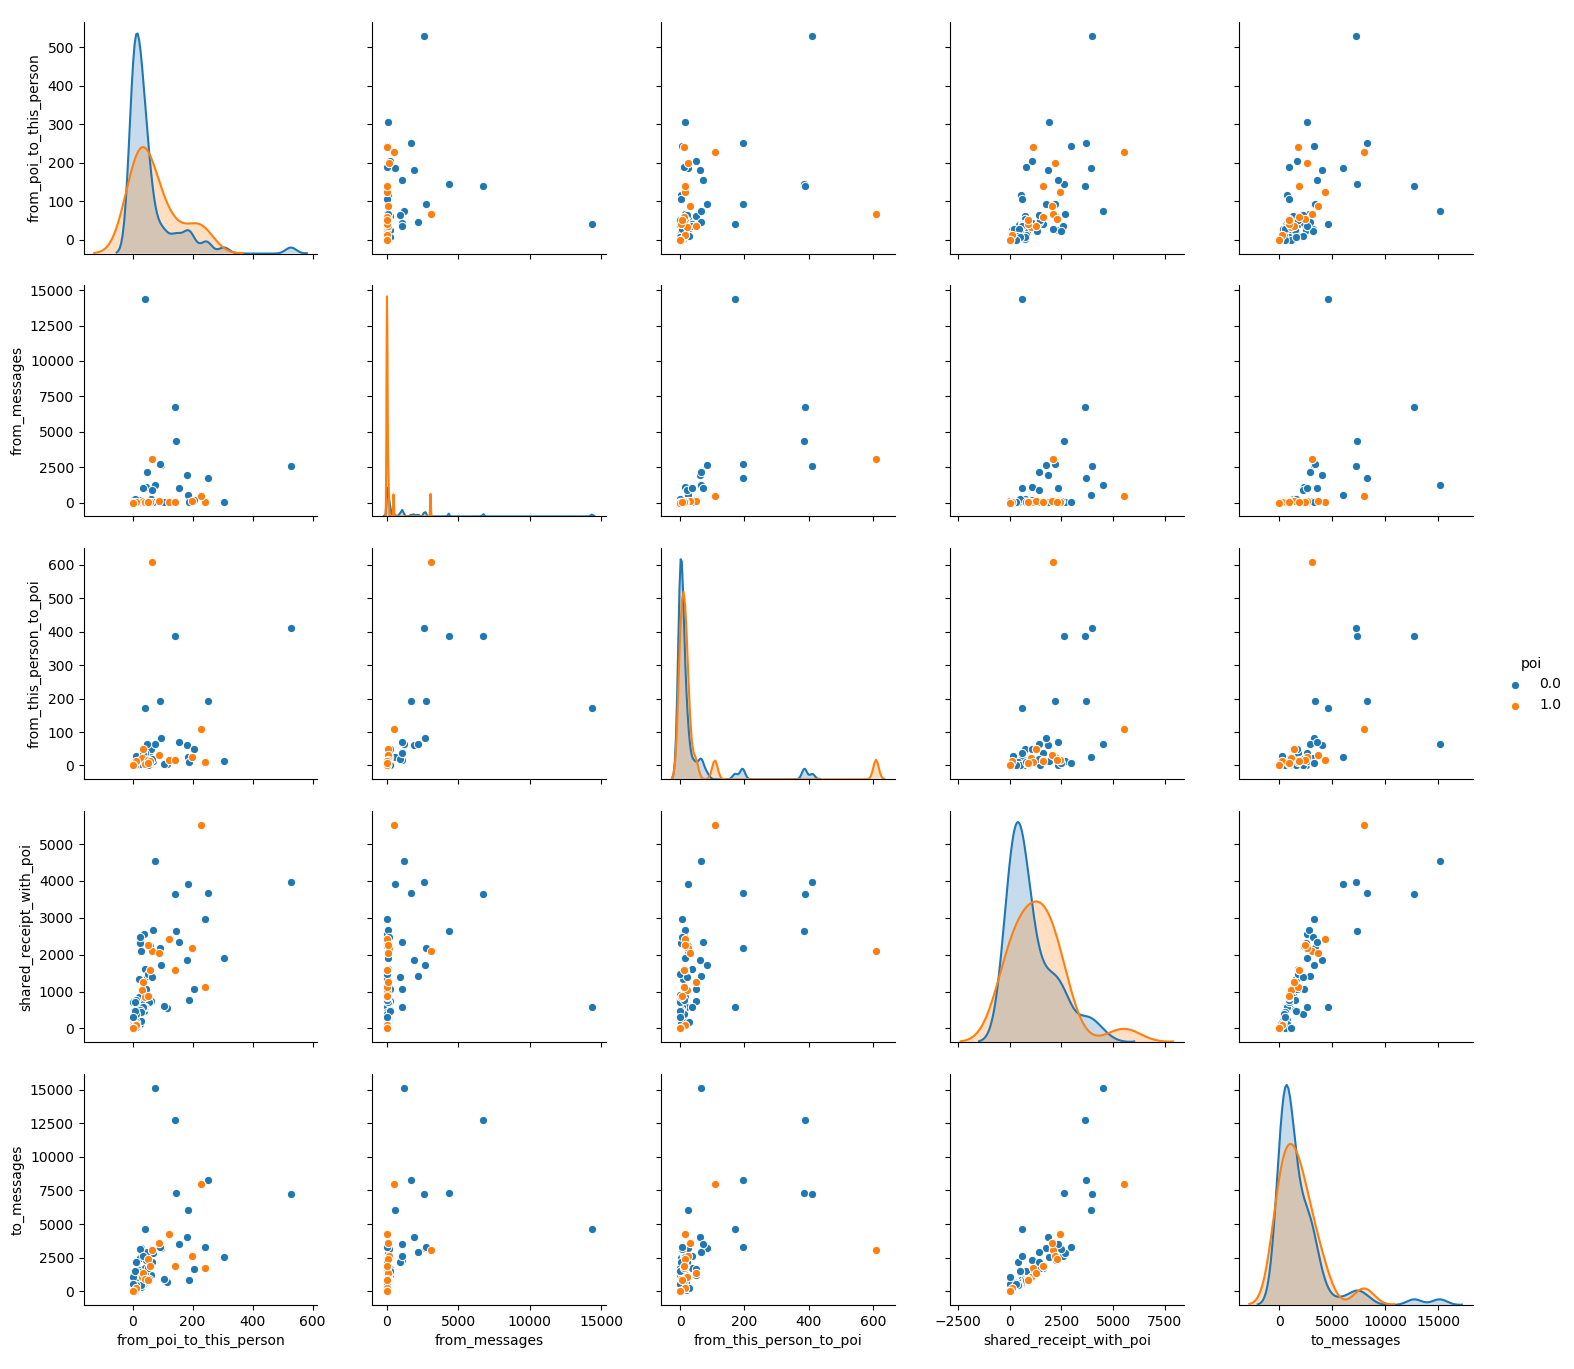 from_poi_to_this_person
500
400
300
200
100
0
from_messages
15000
12500
10000
7500
5000
2500
0
from_this_person_to_poi
600
500
400
300
200
100
0
poi
0.0
1.0
shared_receipt_with_poi
5000
4000
3000
2000
1000
0
to_messages
15000
12500
10000
7500
5000
2500
0
0 200 400 600
0 5000 10000 15000
0 200 400 600
−2500 0 2500 5000 7500
0 5000 10000 15000
from_poi_to_this_person
from_messages
from_this_person_to_poi
shared_receipt_with_poi
to_messages